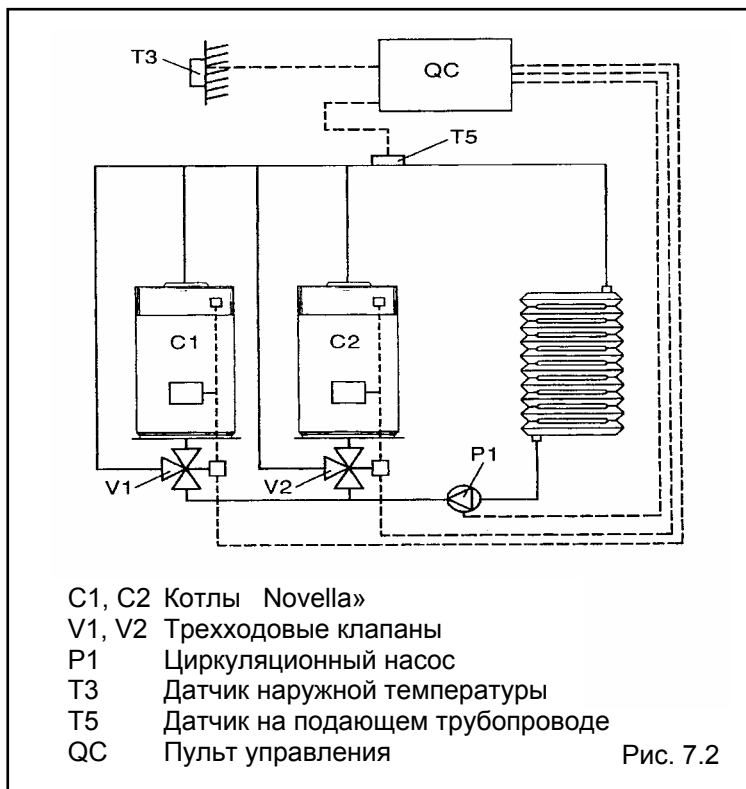 T3
QC
T5
C1
C2
P1
V1
V2
C1, C2 Котлы Novella»
V1, V2 Трехходовые клапаны
P1 Циркуляционный насос
T3 Датчик наружной температуры
T5 Датчик на подающем трубопроводе
QC Пульт управления
Рис. 7.2